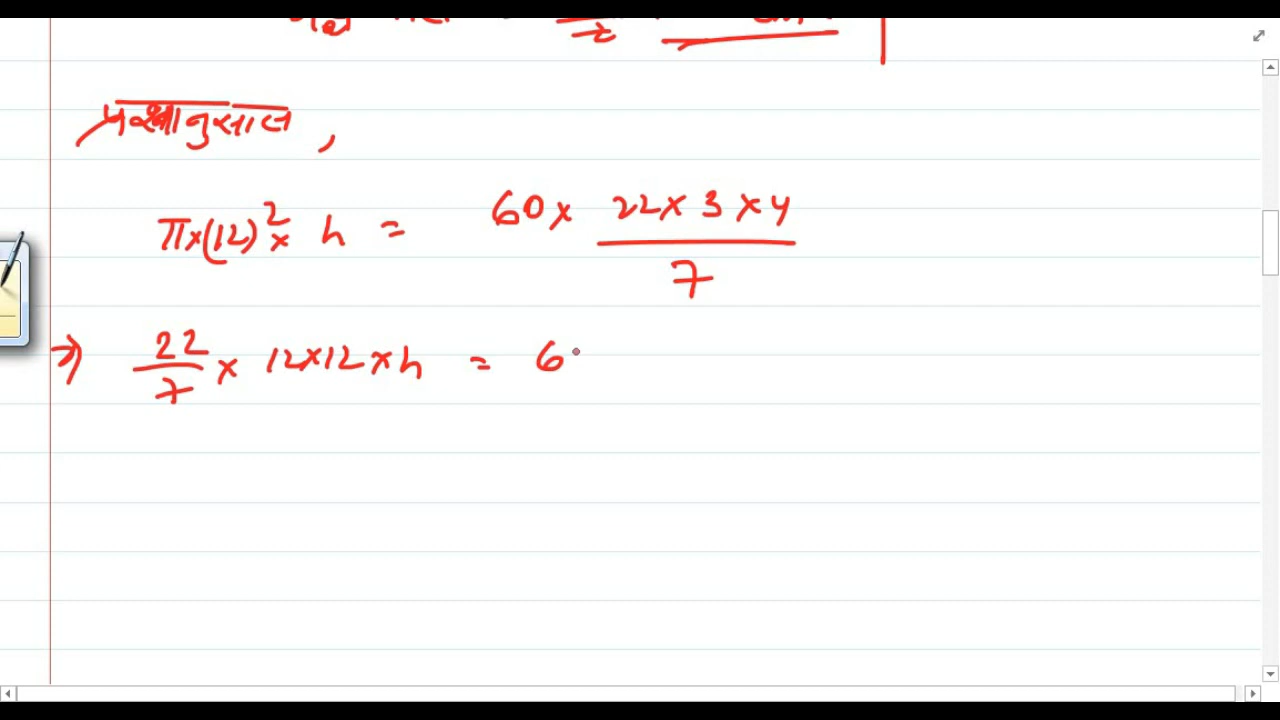 प्रश्नानुसार,
π×(12)²× h = 60× 22×3×4/7
⇒ 22/7 × 12×12×h = 6